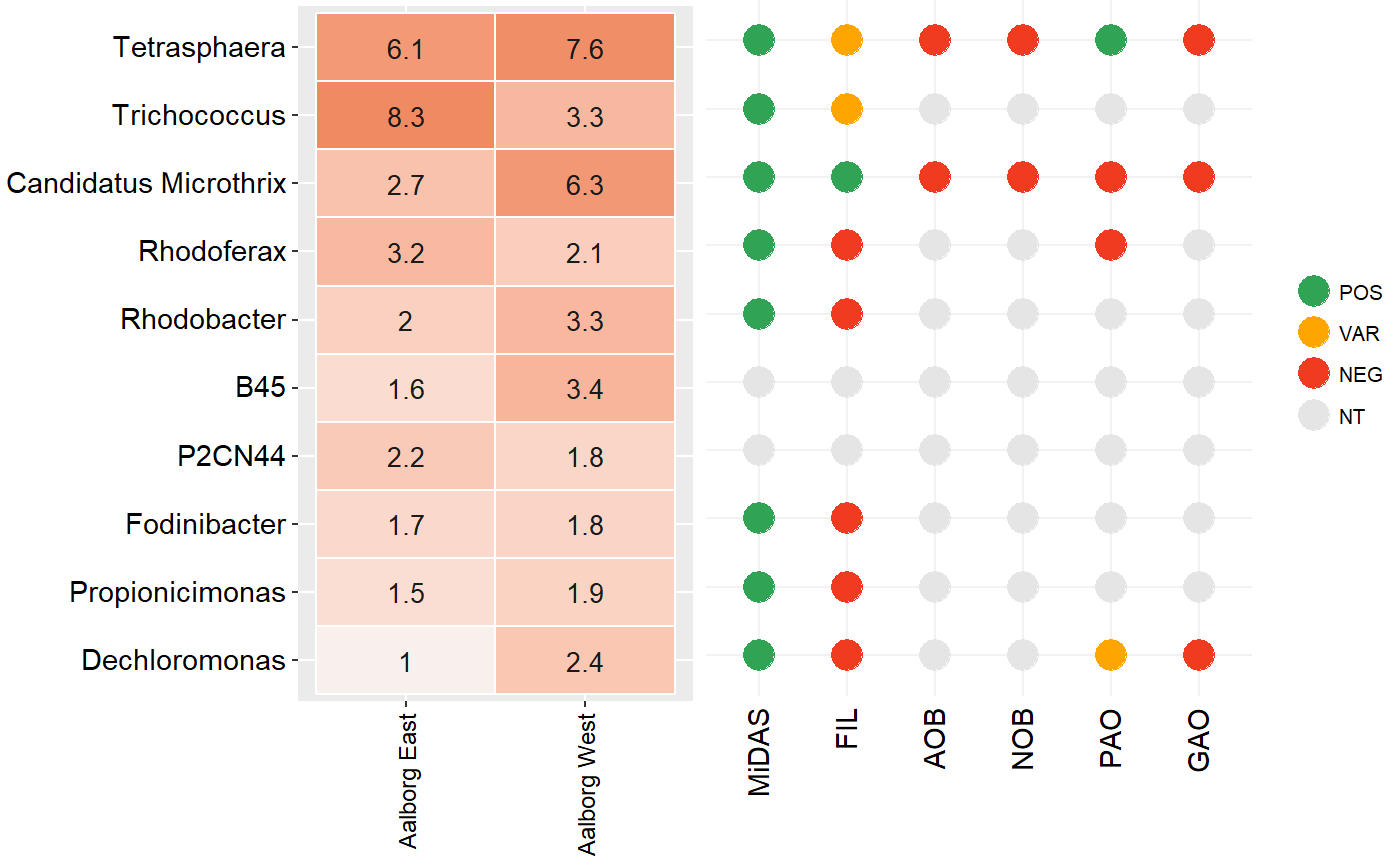 Tetrasphaera 6.1 7.6
Trichococcus 8.3 3.3
Candidatus Microthrix 2.7 6.3
Rhodoferax 3.2 2.1
Rhodobacter 2 3.3
B45 1.6 3.4
P2CN44 2.2 1.8
Fodinibacter 1.7 1.8
Propionicimonas 1.5 1.9
Dechloromonas 1 2.4
Aalborg East
Aalborg West
MiDAS
FIL
AOB
NOB
PAO
GAO
POS
VAR
NEG
NT